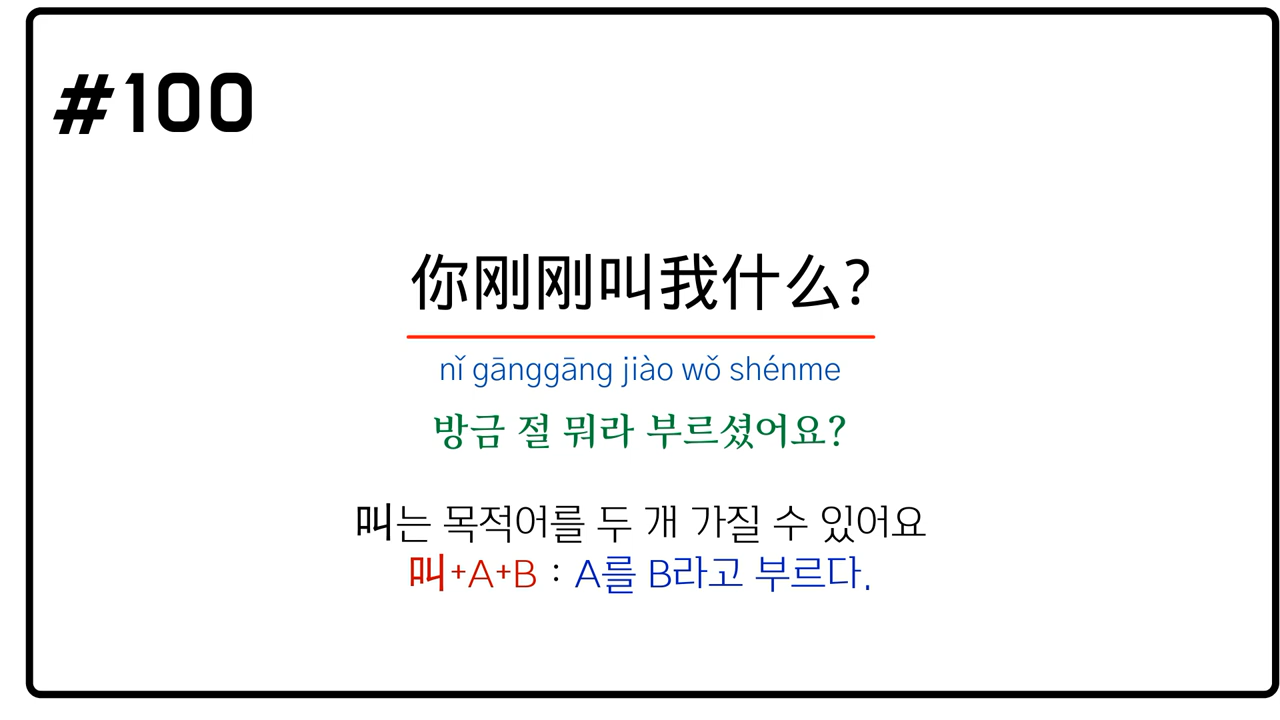 #100
你刚刚叫我什么?
nǐ gānggāng jiào wǒ shénme
방금 절 뭐라 부르셨어요?
叫는 목적어를 두 개 가질 수 있어요
叫+A+B : A를 B라고 부르다.